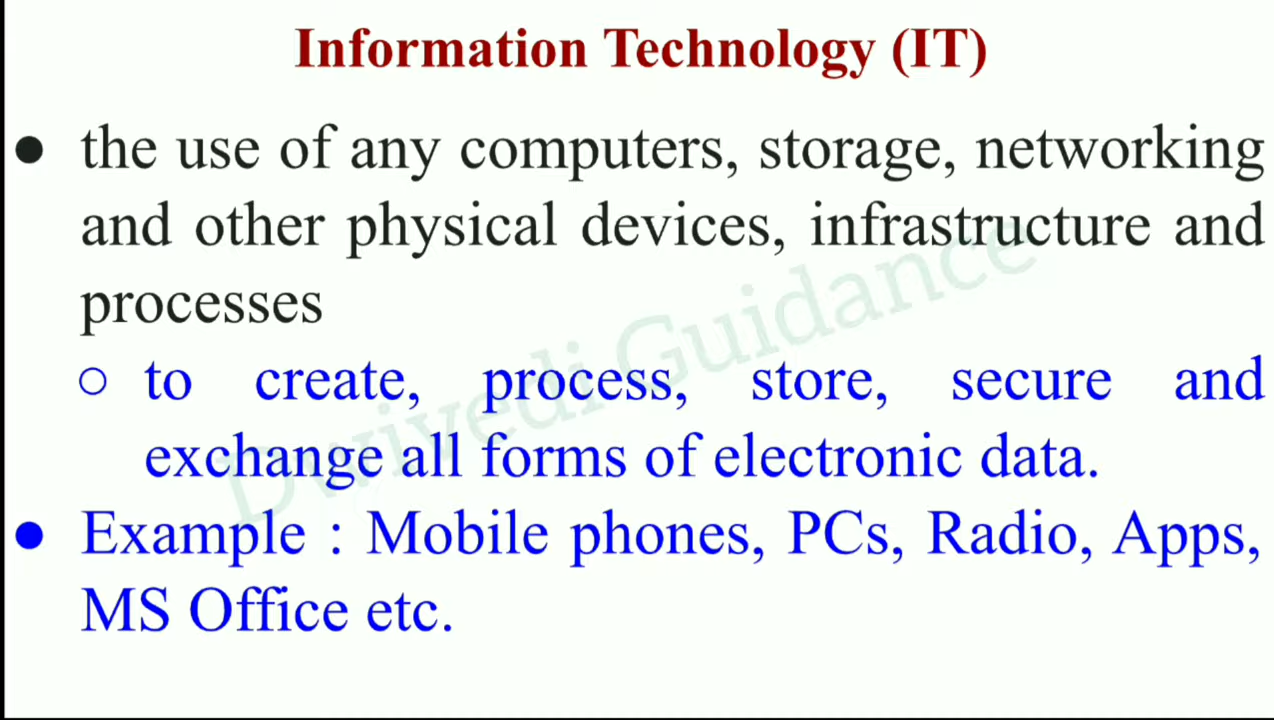 Information Technology (IT)
● the use of any computers, storage, networking
and other physical devices, infrastructure and
processes
○ to create, process, store, secure and
exchange all forms of electronic data.
● Example : Mobile phones, PCs, Radio, Apps,
MS Office etc.
Dwivedi Guidance